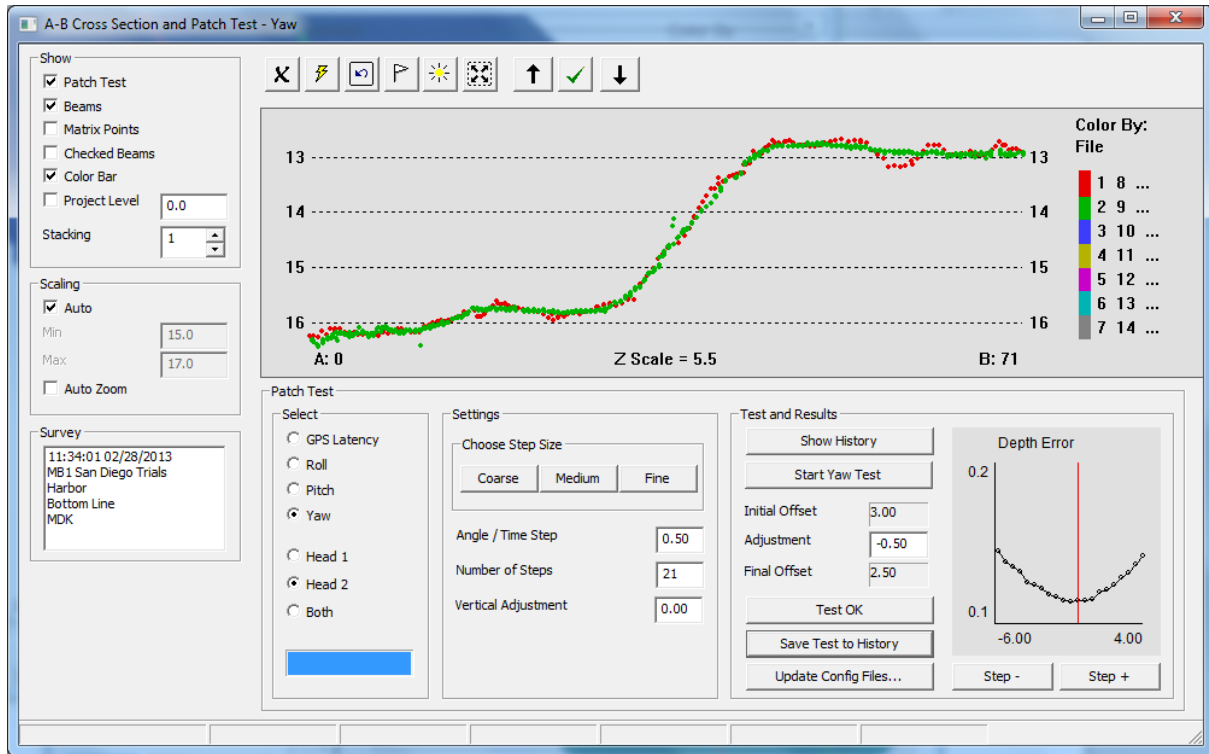 A-B Cross Section and Patch Test - Yaw
Show
Patch Test
Beams
Matrix Points
Checked Beams
Color Bar
Project Level 0.0
Stacking 1
Scaling
Auto
Min 15.0
Max 17.0
Auto Zoom
Survey
11:34:01 02/28/2013
MB1 San Diego Trials
Harbor
Bottom Line
MDK
13 13
14 14
15 15
16 16
A: 0 Z Scale = 5.5 B: 71
Color By:
File
1 8 ...
2 9 ...
3 10 ...
4 11 ...
5 12 ...
6 13 ...
7 14 ...
Patch Test
Select
GPS Latency
Roll
Pitch
Yaw
Head 1
Head 2
Both
Settings
Choose Step Size
Coarse Medium Fine
Angle / Time Step 0.50
Number of Steps 21
Vertical Adjustment 0.00
Test and Results
Show History
Start Yaw Test
Initial Offset 3.00
Adjustment -0.50
Final Offset 2.50
Test OK
Save Test to History
Update Config Files...
Depth Error
0.2
0.1
-6.00 4.00
Step - Step +